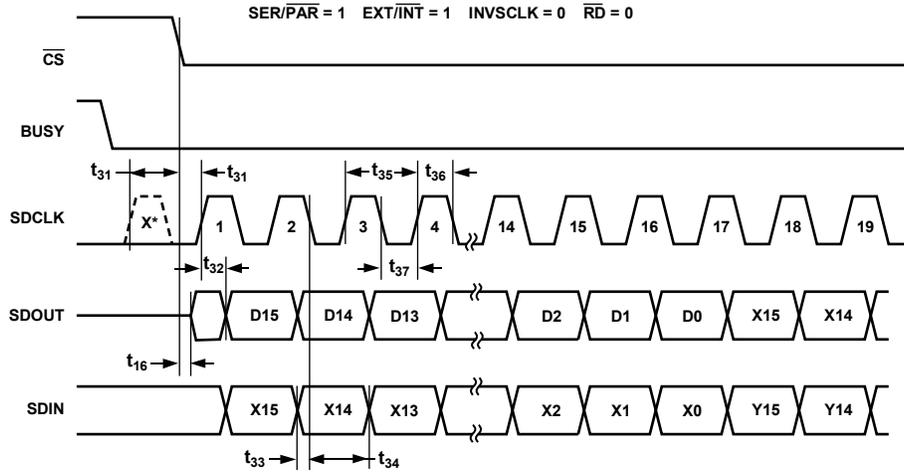 SER/PAR = 1 EXT/INT = 1 INVSCLK = 0 RD = 0
CS
BUSY
t31 t31 t35 t36
SDCLK X* 1 2 3 4 14 15 16 17 18 19
t32 t37
SDOUT D15 D14 D13 D2 D1 D0 X15 X14
t16
SDIN X15 X14 X13 X2 X1 X0 Y15 Y14
t33 t34